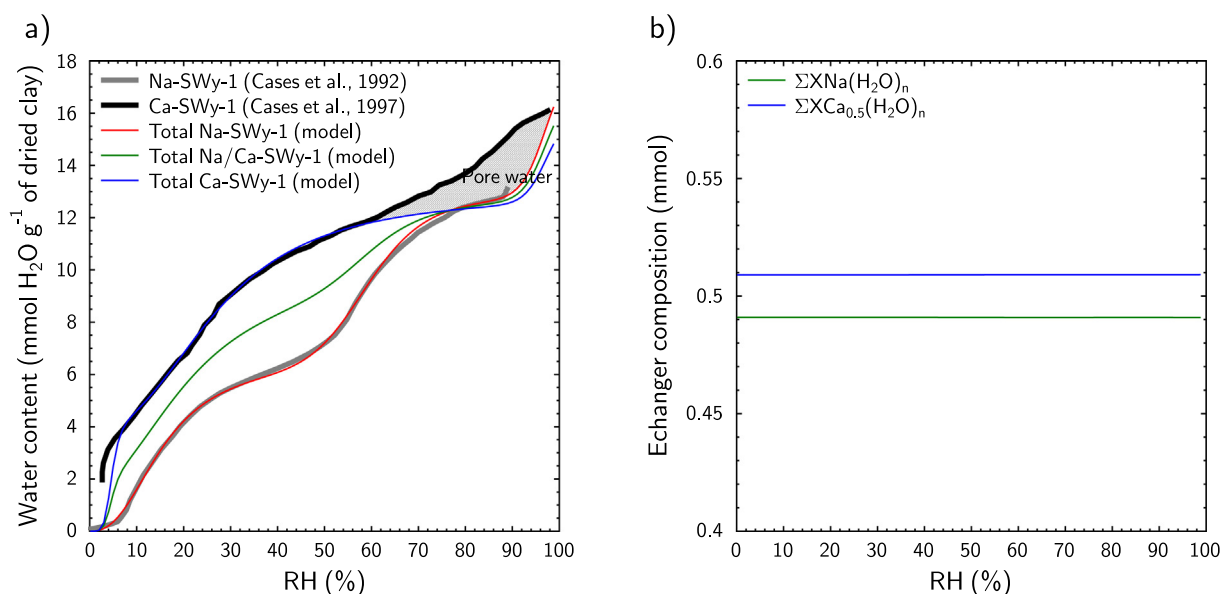 a)
Water content (mmol H₂O g⁻¹ of dried clay)
18
16
14
12
10
8
6
4
2
0
Na-SWy-1 (Cases et al., 1992)
Ca-SWy-1 (Cases et al., 1997)
Total Na-SWy-1 (model)
Total Na/Ca-SWy-1 (model)
Total Ca-SWy-1 (model)
Pore water
0 10 20 30 40 50 60 70 80 90 100
RH (%)
b)
Echanger composition (mmol)
0.6
0.55
0.5
0.45
0.4
ΣXNa(H₂O)ₙ
ΣXCa₀.₅(H₂O)ₙ
0 10 20 30 40 50 60 70 80 90 100
RH (%)